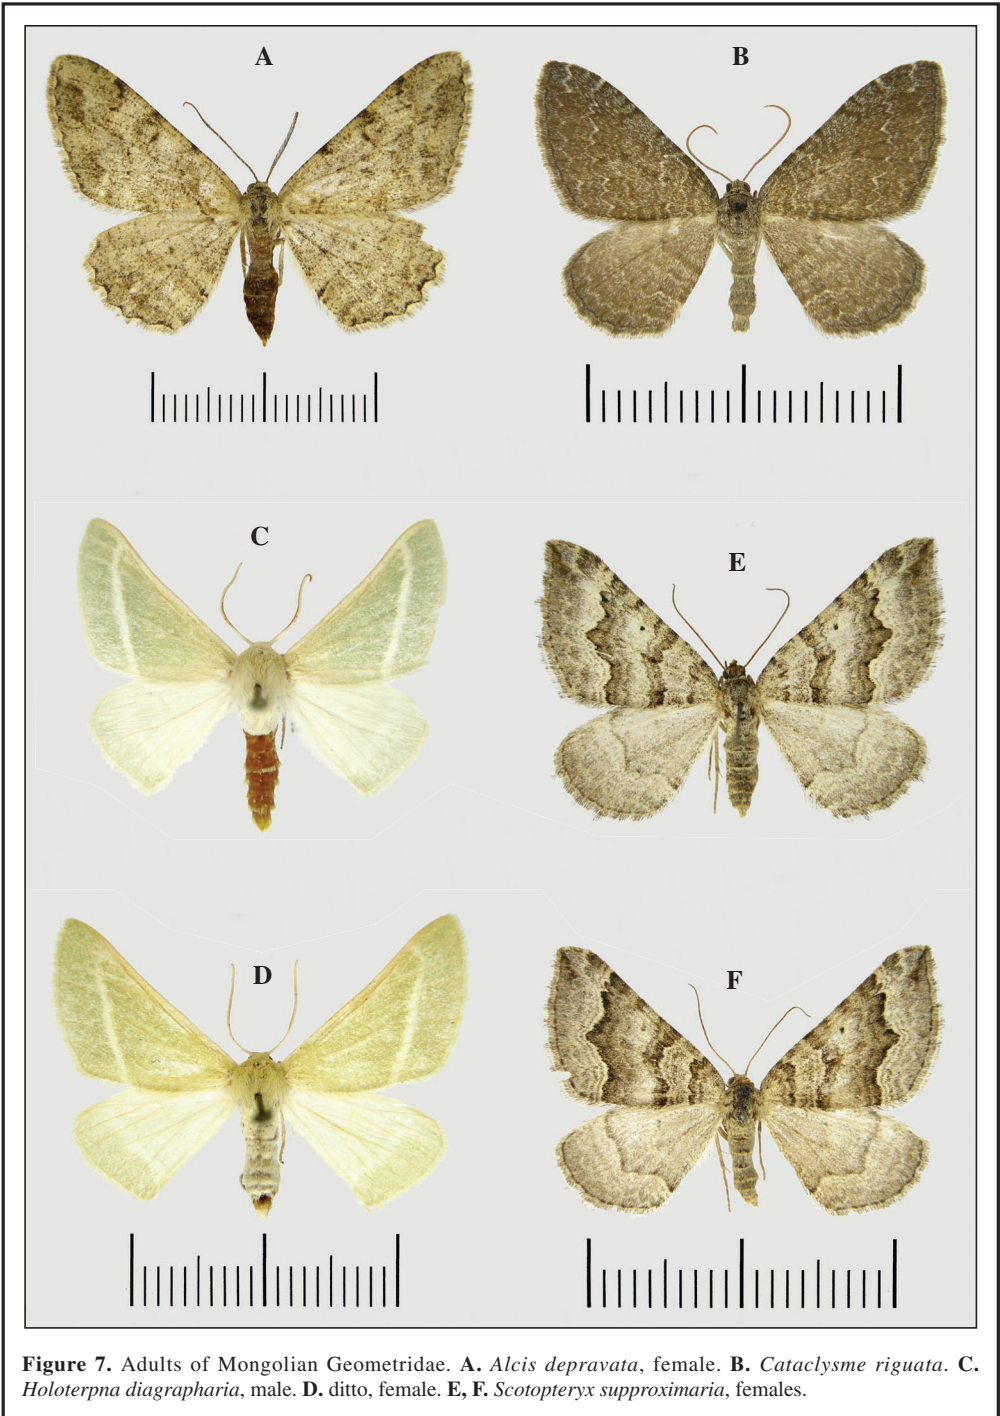 A
B
C
E
D
F
Figure 7. Adults of Mongolian Geometridae. A. Alcis depravata, female. B. Cataclysme riguata. C.
Holoterpna diagrapharia, male. D. ditto, female. E, F. Scotopteryx supproximaria, females.